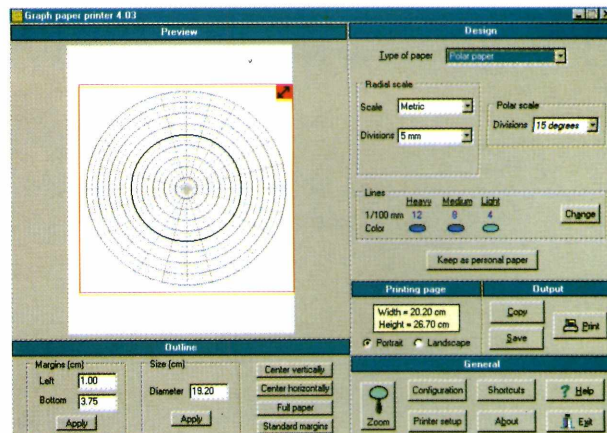 Graph paper printer 4.03
Preview
Design
Type of paper Polar paper
Radial scale
Scale Metric
Divisions 5 mm
Polar scale
Divisions 15 degrees
Lines
Heavy Medium Light
1/100 mm 12 8 4
Color
Change
Keep as personal paper
Printing page
Width = 20.20 cm
Height = 26.70 cm
Portrait Landscape
Output
Copy
Save
Print
Outline
Margins (cm)
Left 1.00
Bottom 3.75
Apply
Size (cm)
Diameter 19.20
Apply
Center vertically
Center horizontally
Full paper
Standard margins
General
Zoom
Configuration Shortcuts ? Help
Printer setup About Exit